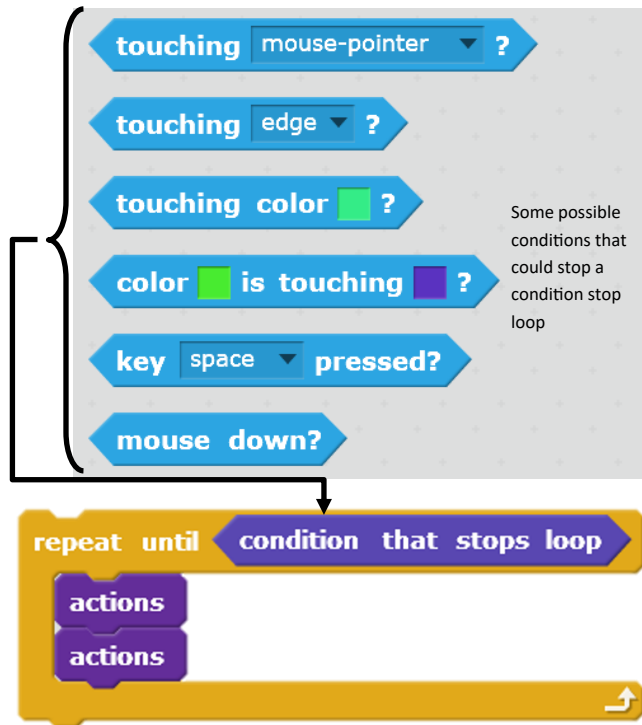 touching mouse-pointer ?
touching edge ?
touching color ?
color is touching ?
key space pressed?
mouse down?
Some possible
conditions that
could stop a
condition stop
loop
repeat until condition that stops loop
actions
actions